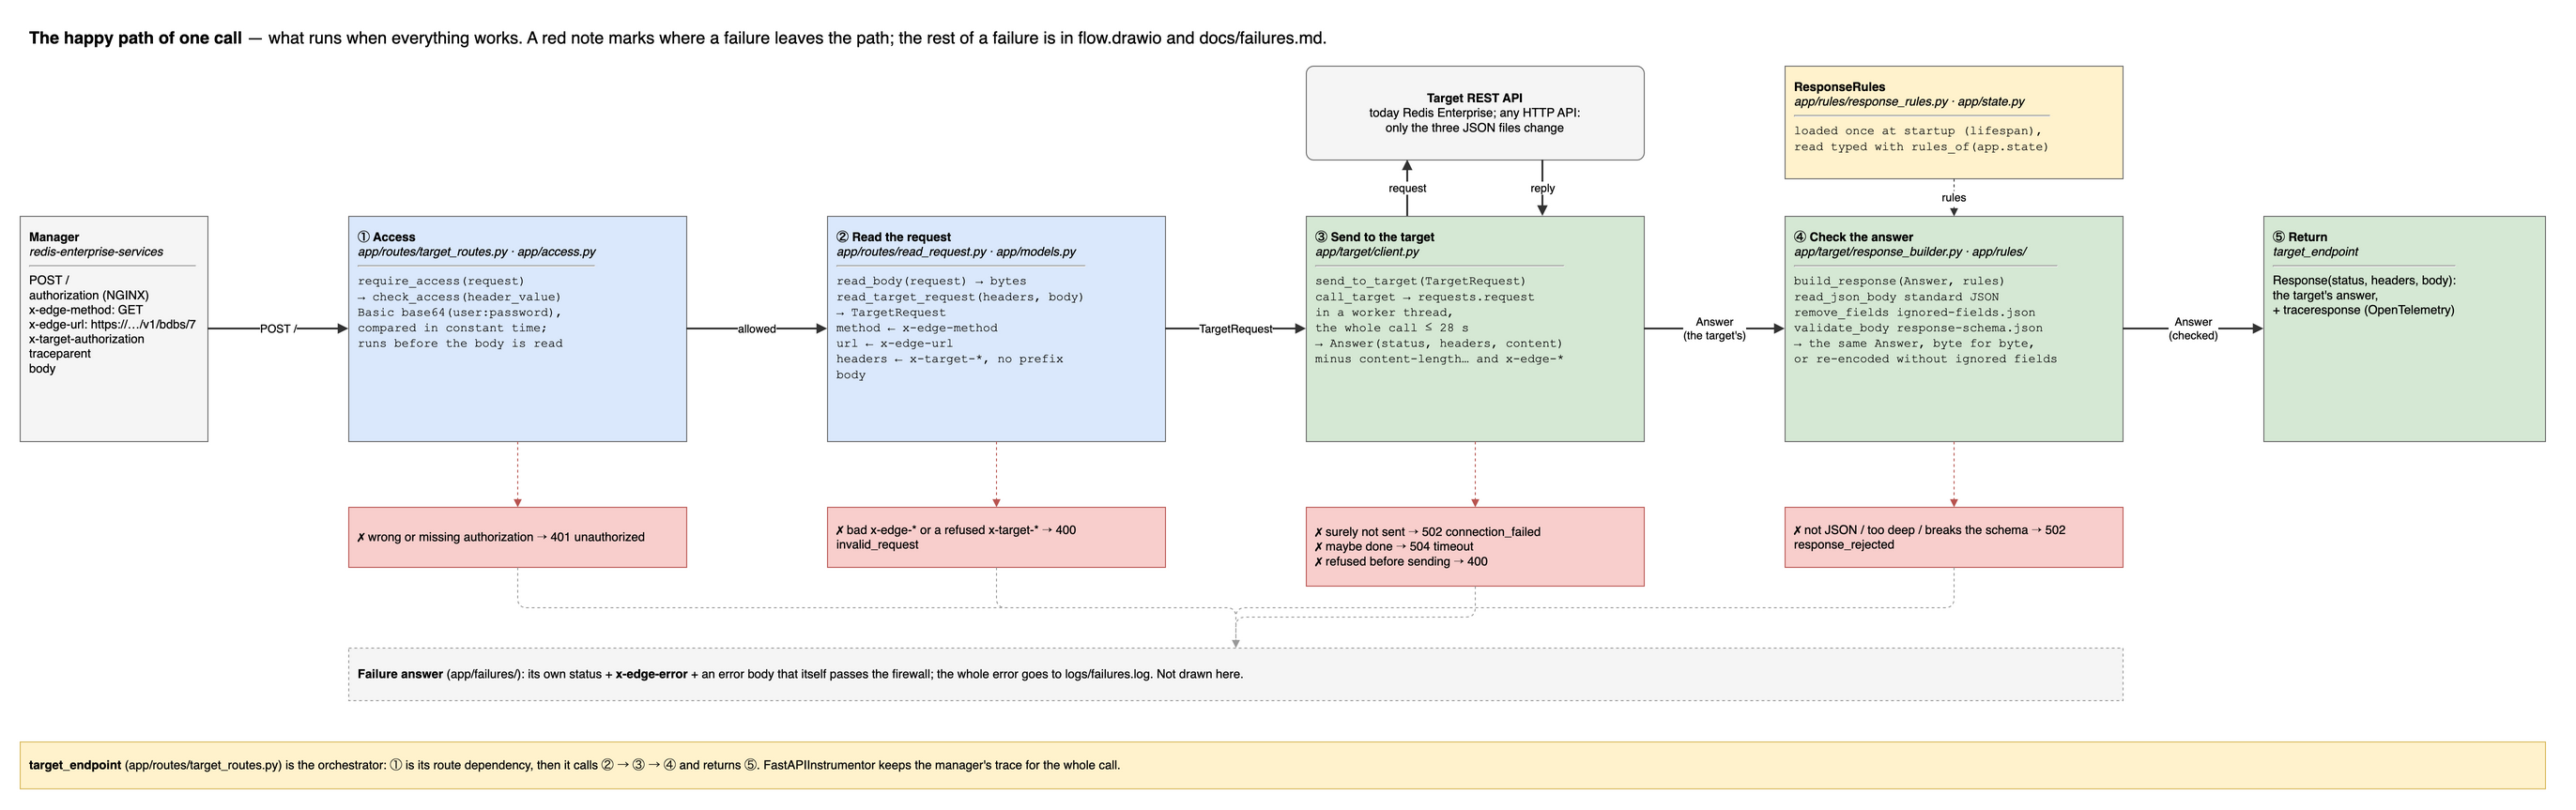 The happy path of one call — what runs when everything works. A red note marks where a failure leaves the path; the rest of a failure is in flow.drawio and docs/failures.md.
Target REST API
today Redis Enterprise; any HTTP API:
only the three JSON files change
ResponseRules
app/rules/response_rules.py · app/state.py
loaded once at startup (lifespan),
read typed with rules_of(app.state)
request
reply
rules
Manager
redis-enterprise-services
POST /
authorization (NGINX)
x-edge-method: GET
x-edge-url: https://…/v1/bdbs/7
x-target-authorization
traceparent
body
POST /
① Access
app/routes/target_routes.py · app/access.py
require_access(request)
→ check_access(header_value)
Basic base64(user:password),
compared in constant time;
runs before the body is read
allowed
② Read the request
app/routes/read_request.py · app/models.py
read_body(request) → bytes
read_target_request(headers, body)
→ TargetRequest
method ← x-edge-method
url ← x-edge-url
headers ← x-target-*, no prefix
body
TargetRequest
③ Send to the target
app/target/client.py
send_to_target(TargetRequest)
call_target → requests.request
in a worker thread,
the whole call ≤ 28 s
→ Answer(status, headers, content)
minus content-length… and x-edge-*
Answer
(the target's)
④ Check the answer
app/target/response_builder.py · app/rules/
build_response(Answer, rules)
read_json_body standard JSON
remove_fields ignored-fields.json
validate_body response-schema.json
→ the same Answer, byte for byte,
or re-encoded without ignored fields
Answer
(checked)
⑤ Return
target_endpoint
Response(status, headers, body):
the target's answer,
+ traceresponse (OpenTelemetry)
✗ wrong or missing authorization → 401 unauthorized
✗ bad x-edge-* or a refused x-target-* → 400
invalid_request
✗ surely not sent → 502 connection_failed
✗ maybe done → 504 timeout
✗ refused before sending → 400
✗ not JSON / too deep / breaks the schema → 502
response_rejected
Failure answer (app/failures/): its own status + x-edge-error + an error body that itself passes the firewall; the whole error goes to logs/failures.log. Not drawn here.
target_endpoint (app/routes/target_routes.py) is the orchestrator: ① is its route dependency, then it calls ② → ③ → ④ and returns ⑤. FastAPIInstrumentor keeps the manager's trace for the whole call.